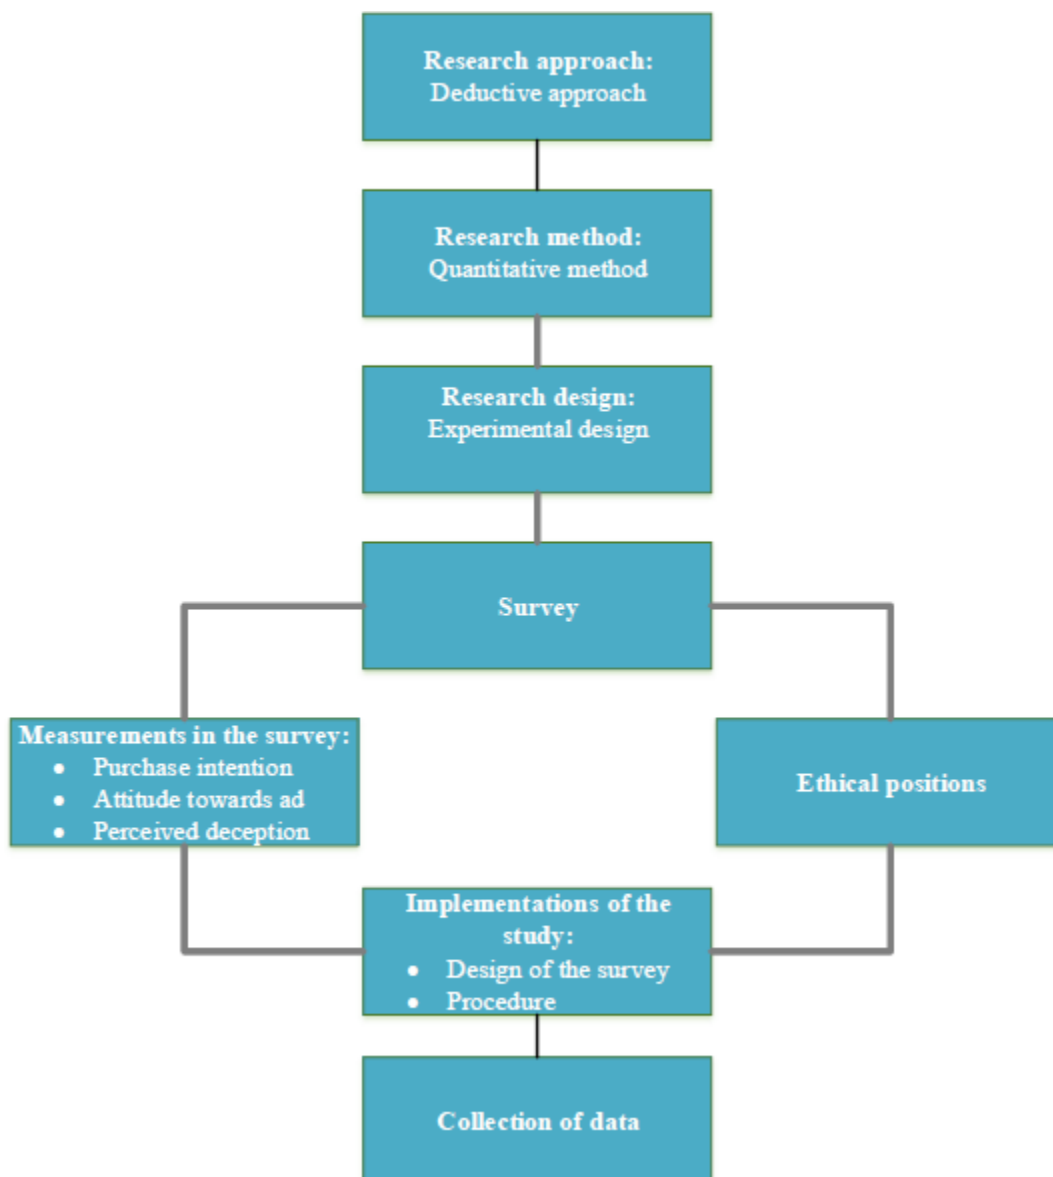 Research approach:
Deductive approach
Research method:
Quantitative method
Research design:
Experimental design
Survey
Measurements in the survey:
• Purchase intention
• Attitude towards ad
• Perceived deception
Ethical positions
Implementations of the
study:
• Design of the survey
• Procedure
Collection of data